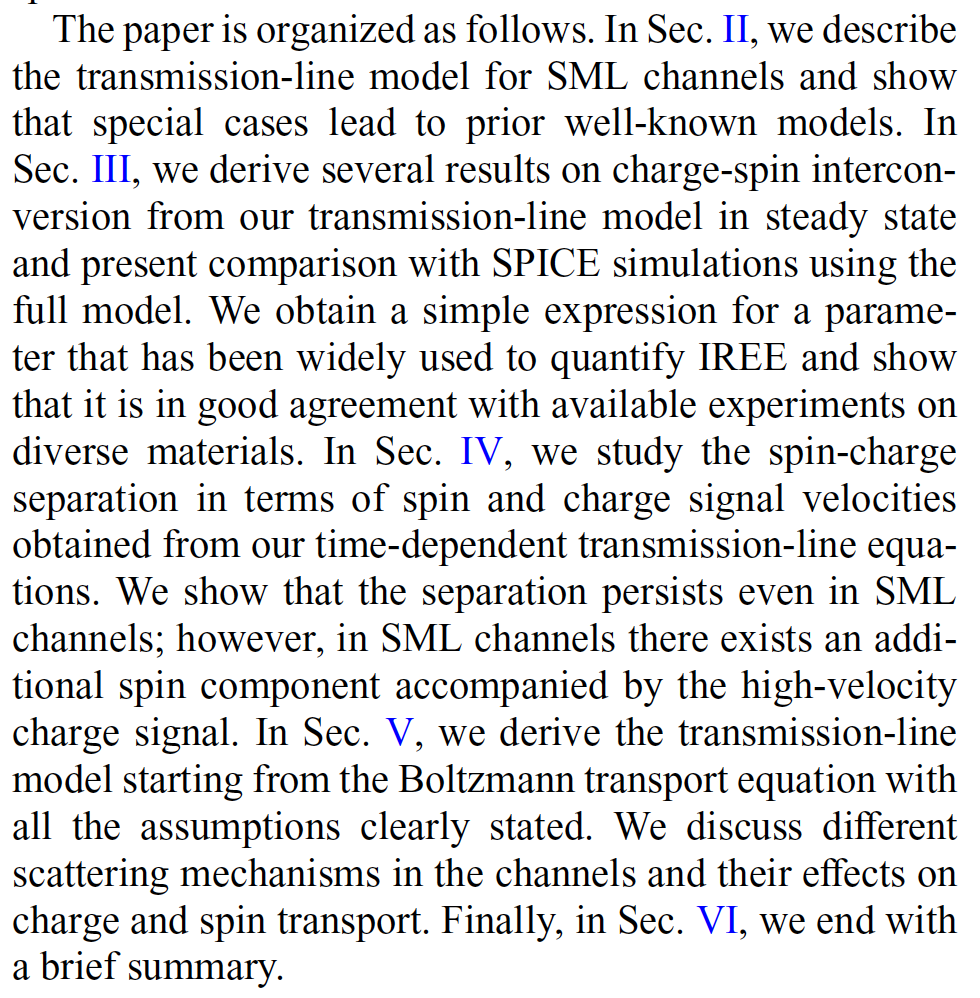 The paper is organized as follows. In Sec. II, we describe
the transmission-line model for SML channels and show
that special cases lead to prior well-known models. In
Sec. III, we derive several results on charge-spin intercon-
version from our transmission-line model in steady state
and present comparison with SPICE simulations using the
full model. We obtain a simple expression for a parame-
ter that has been widely used to quantify IREE and show
that it is in good agreement with available experiments on
diverse materials. In Sec. IV, we study the spin-charge
separation in terms of spin and charge signal velocities
obtained from our time-dependent transmission-line equa-
tions. We show that the separation persists even in SML
channels; however, in SML channels there exists an addi-
tional spin component accompanied by the high-velocity
charge signal. In Sec. V, we derive the transmission-line
model starting from the Boltzmann transport equation with
all the assumptions clearly stated. We discuss different
scattering mechanisms in the channels and their effects on
charge and spin transport. Finally, in Sec. VI, we end with
a brief summary.